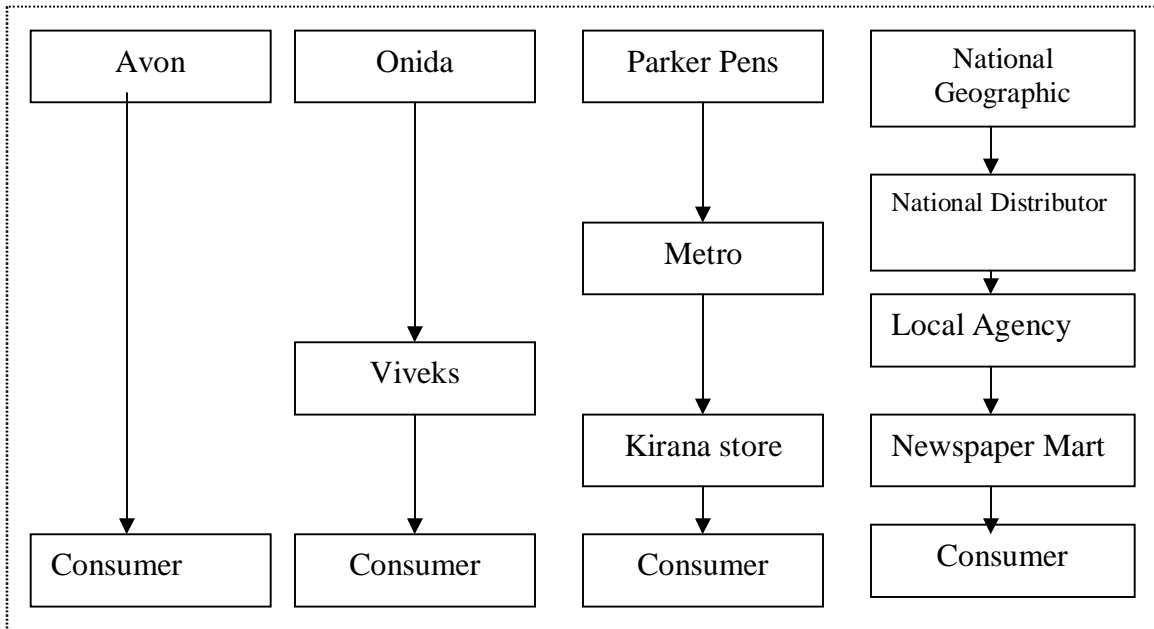 Avon
Onida
Parker Pens
National
Geographic
National Distributor
Metro
Local Agency
Viveks
Kirana store
Newspaper Mart
Consumer
Consumer
Consumer
Consumer